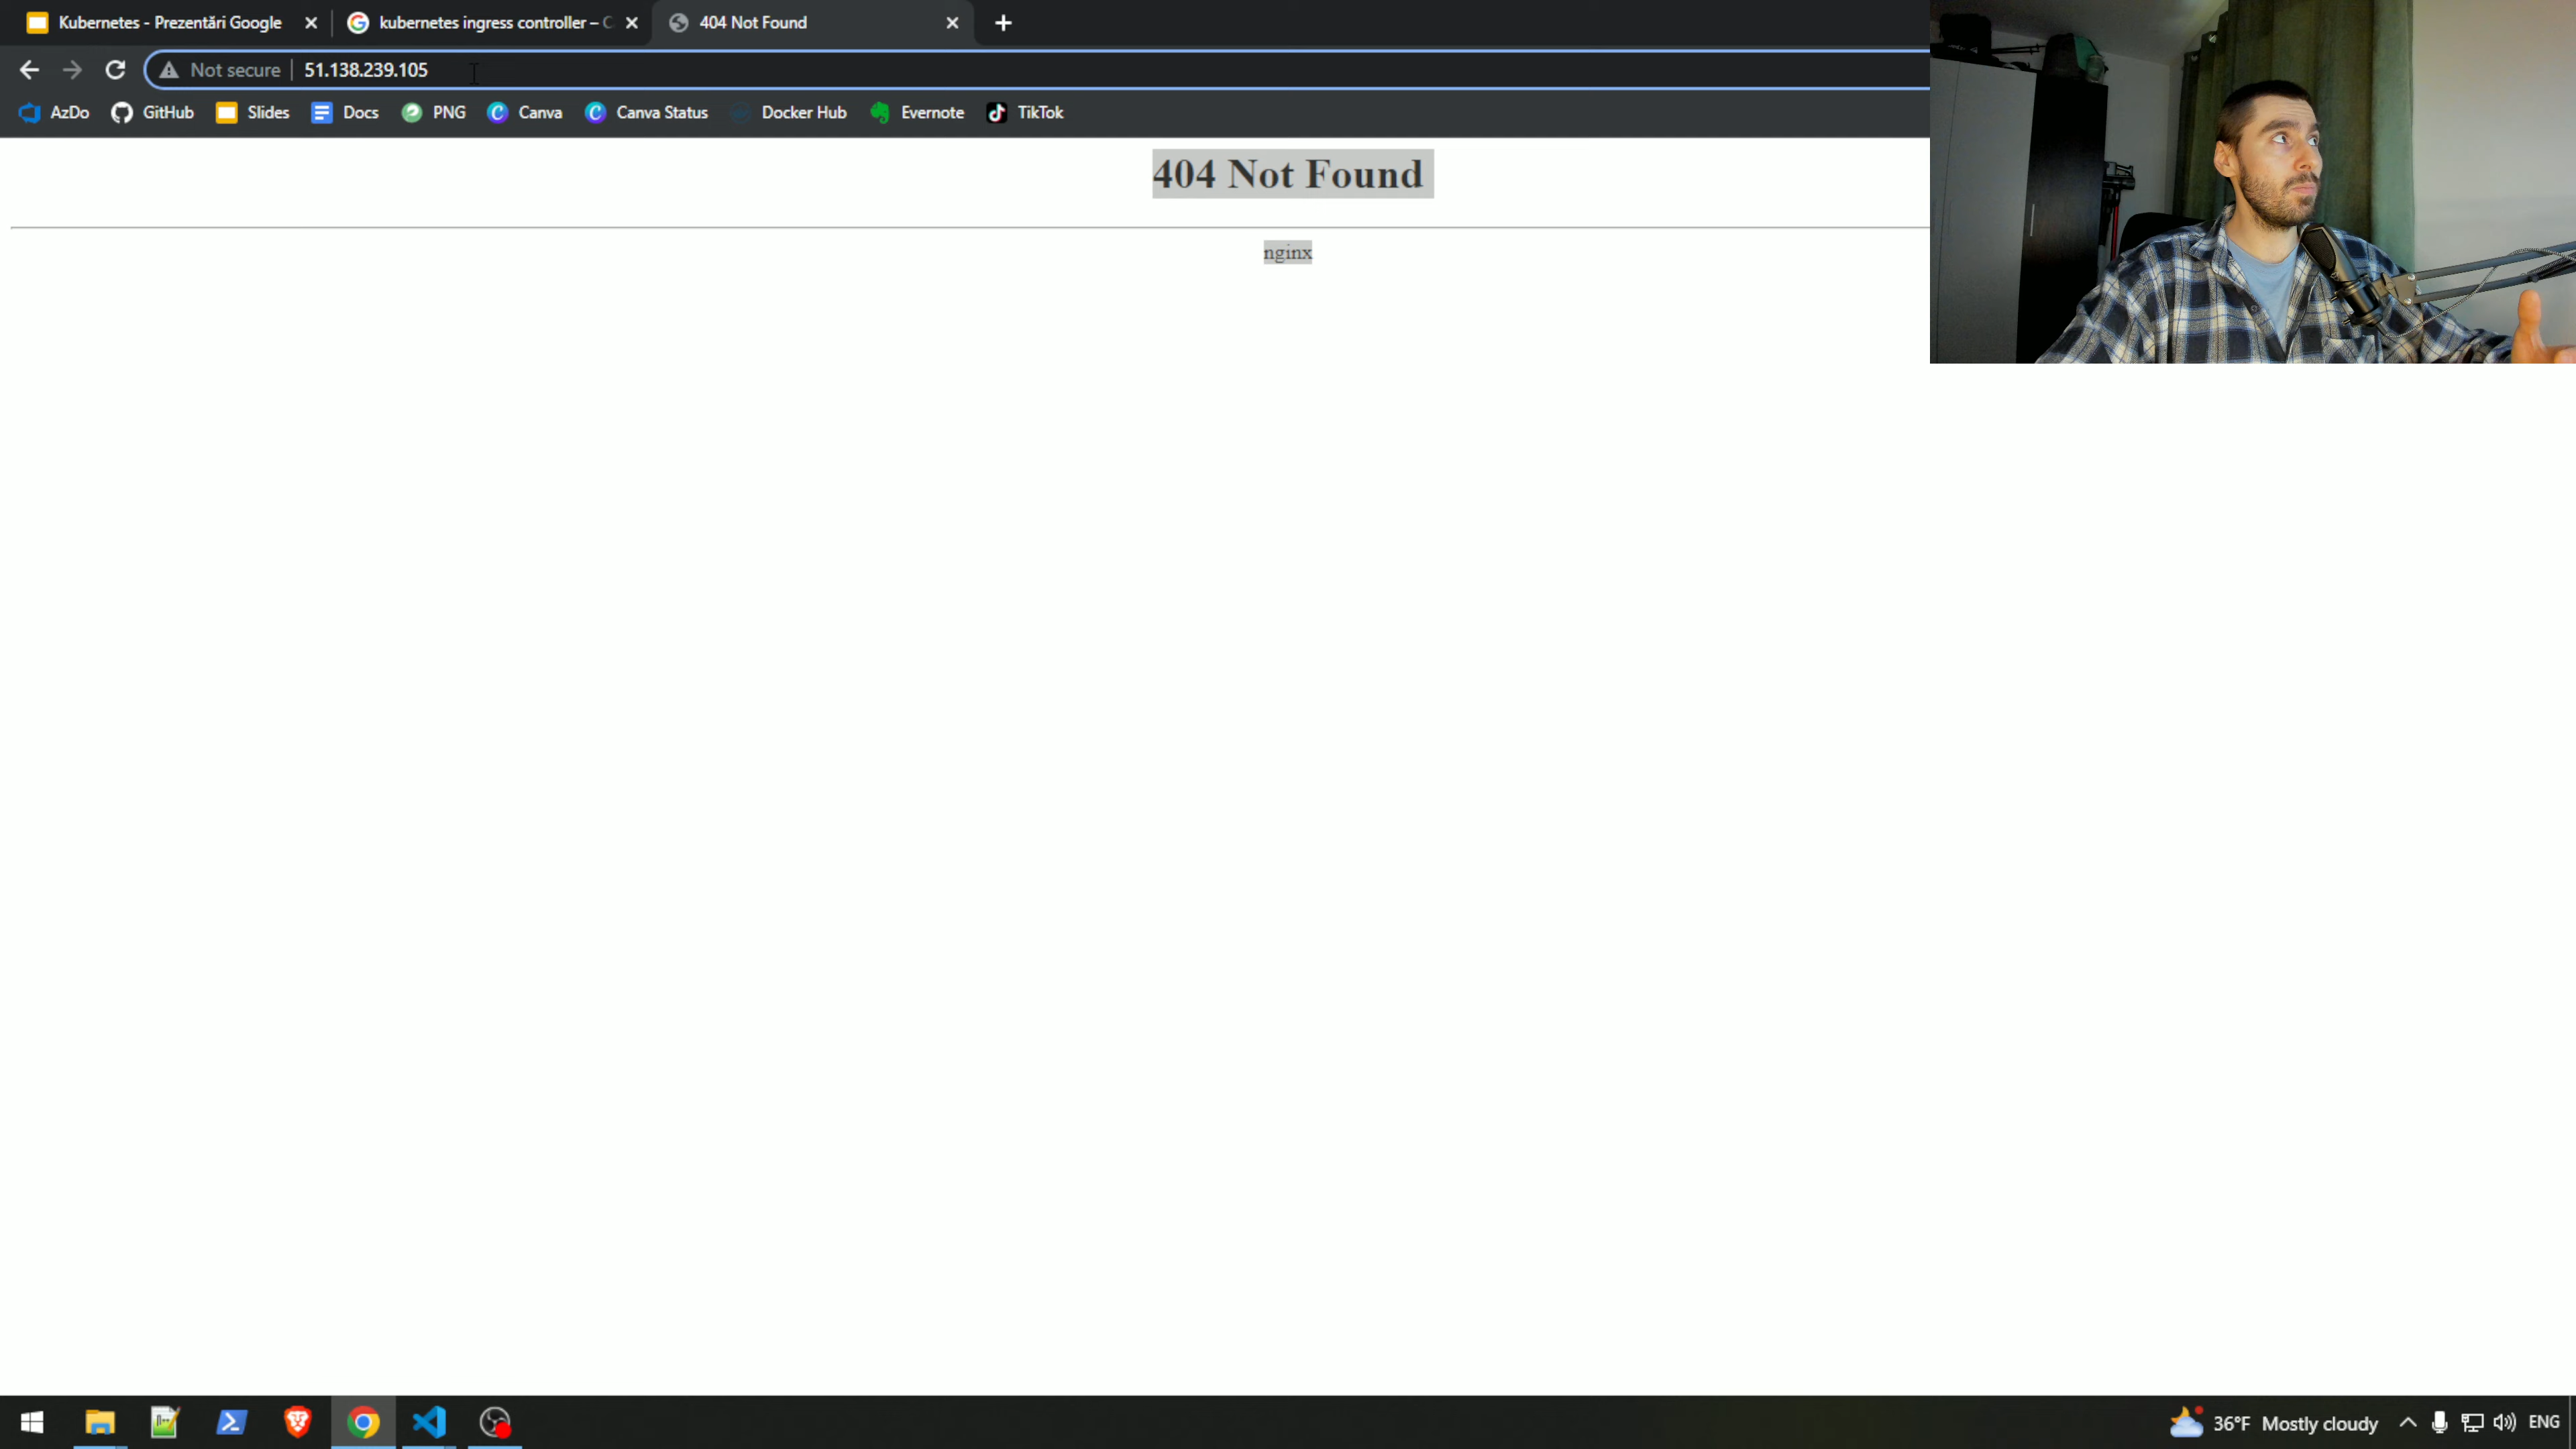 Kubernetes - Prezentări Google
kubernetes ingress controller – C
404 Not Found
Not secure
51.138.239.105
AzDo
GitHub
Slides
Docs
PNG
Canva
Canva Status
Docker Hub
Evernote
TikTok
404 Not Found
nginx
36°F Mostly cloudy
ENG